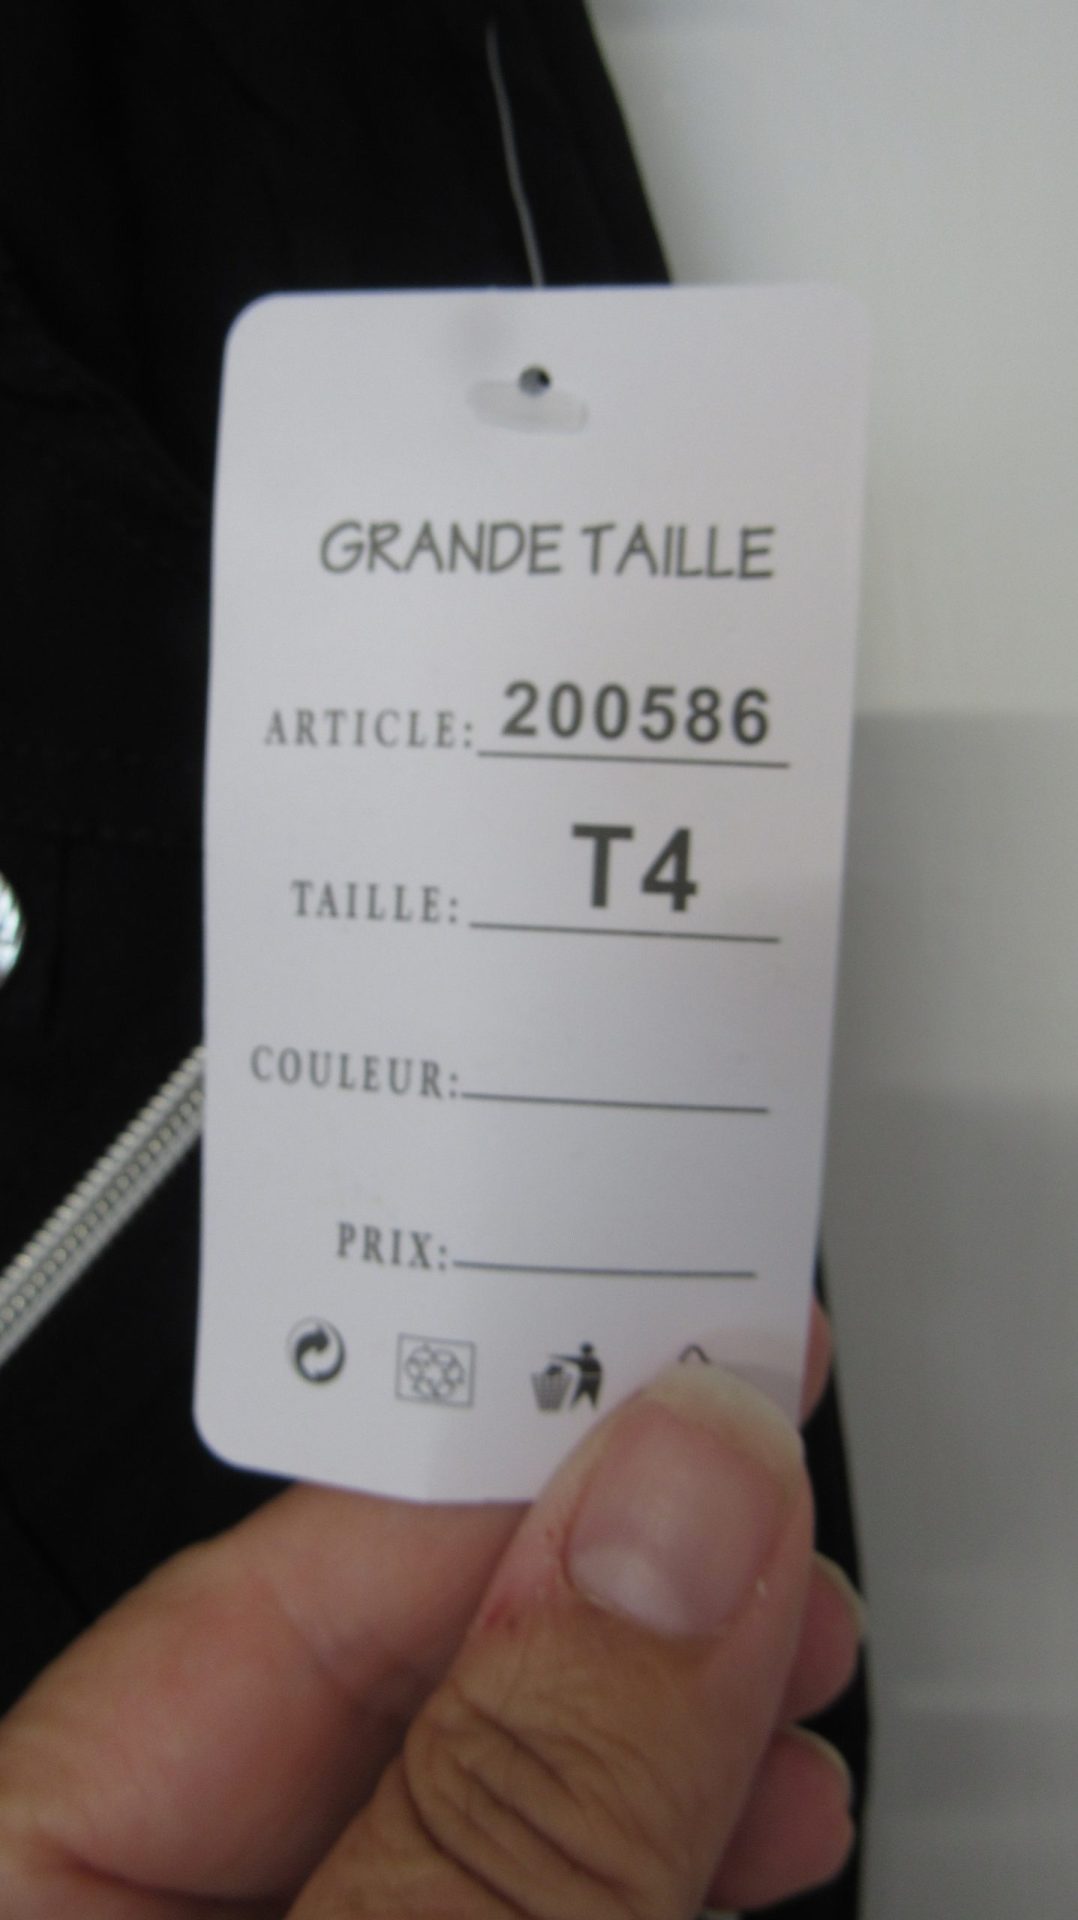 GRANDE TAILLE
ARTICLE: 200586
TAILLE: T4
COULEUR:
PRIX: